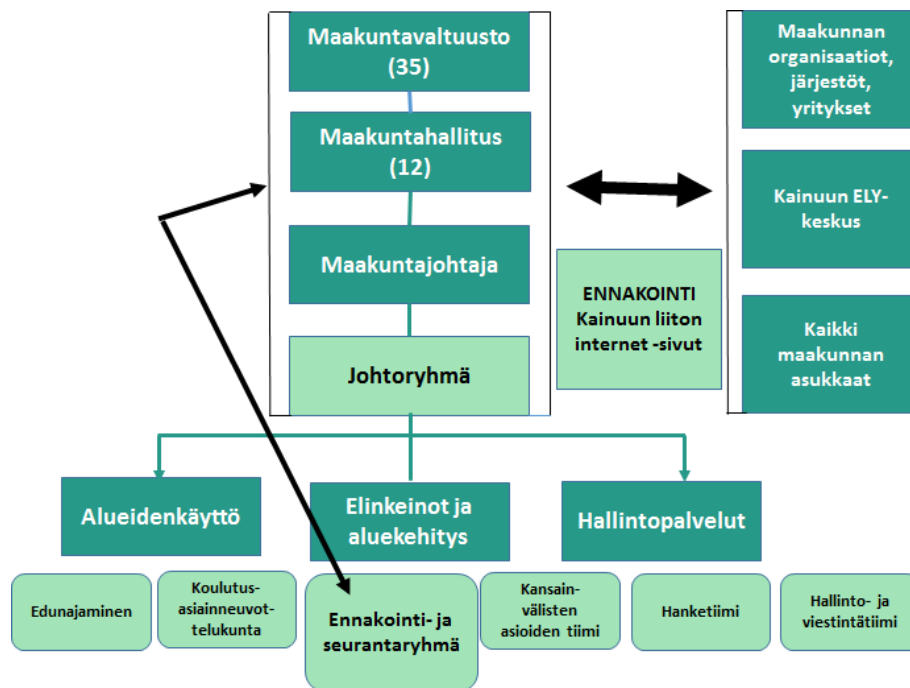 Maakuntavaltuusto
(35)
Maakuntahallitus
(12)
Maakuntajohtaja
Johtoryhmä
ENNAKOINTI
Kainuun liiton
internet -sivut
Maakunnan
organisaatiot,
järjestöt,
yritykset
Kainuun ELY-
keskus
Kaikki
maakunnan
asukkaat
Alueidenkäyttö
Elinkeinot ja
aluekehitys
Hallintopalvelut
Edunajaminen
Koulutus-
asiainneuvot-
telukunta
Ennakointi- ja
seurantaryhmä
Kansain-
välisten
asioiden tiimi
Hanketiimi
Hallinto- ja
viestintätiimi